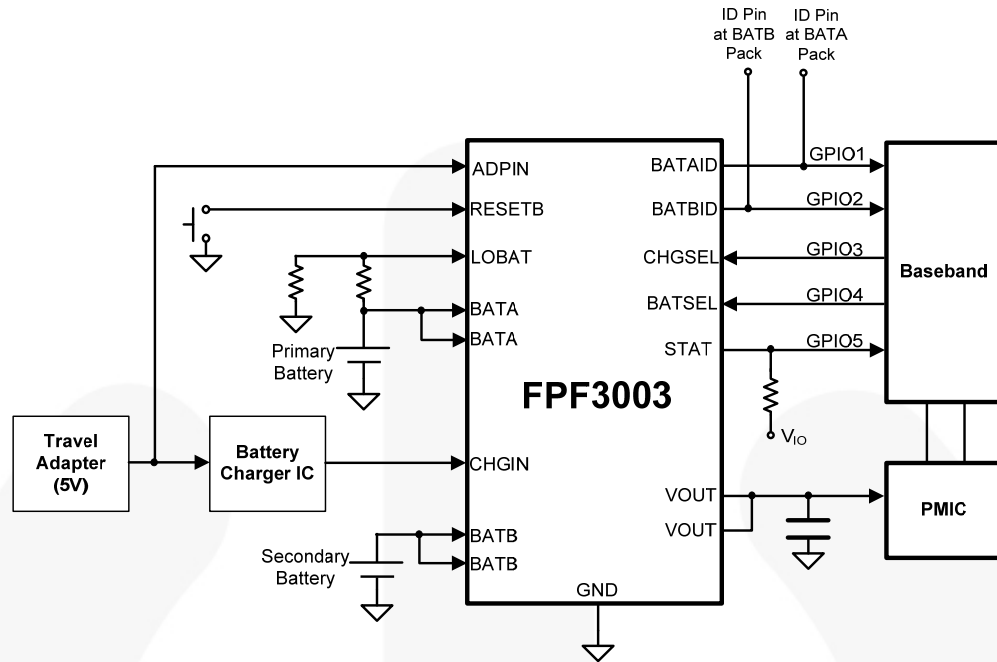 ID Pin
at BATB
Pack
ID Pin
at BATA
Pack
ADPIN
RESETB
LOBAT
BATA
BATA
Primary
Battery
CHGIN
BATB
BATB
Secondary
Battery
Travel
Adapter
(5V)
Battery
Charger IC
FPF3003
BATAID
BATBID
CHGSEL
BATSEL
STAT
VOUT
VOUT
GND
GPIO1
GPIO2
GPIO3
GPIO4
GPIO5
VIO
Baseband
PMIC